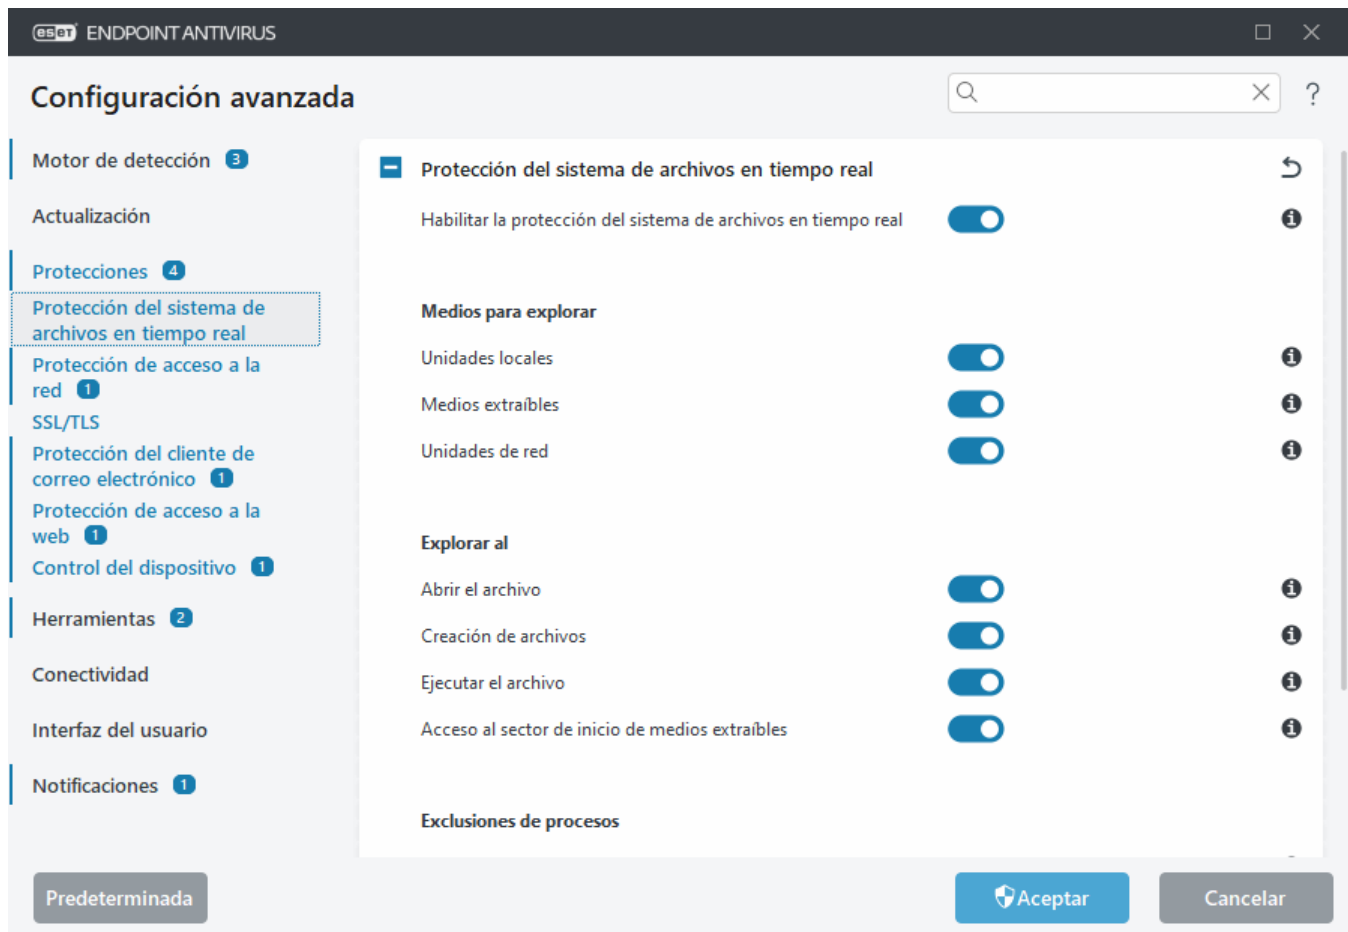 eset ENDPOINT ANTIVIRUS
Configuración avanzada
?
Motor de detección 3
Actualización
Protecciones 4
Protección del sistema de
archivos en tiempo real
Protección de acceso a la
red 1
SSL/TLS
Protección del cliente de
correo electrónico 1
Protección de acceso a la
web 1
Control del dispositivo 1
Herramientas 2
Conectividad
Interfaz del usuario
Notificaciones 1
Protección del sistema de archivos en tiempo real
Habilitar la protección del sistema de archivos en tiempo real
Medios para explorar
Unidades locales
Medios extraíbles
Unidades de red
Explorar al
Abrir el archivo
Creación de archivos
Ejecutar el archivo
Acceso al sector de inicio de medios extraíbles
Exclusiones de procesos
Predeterminada
Aceptar
Cancelar